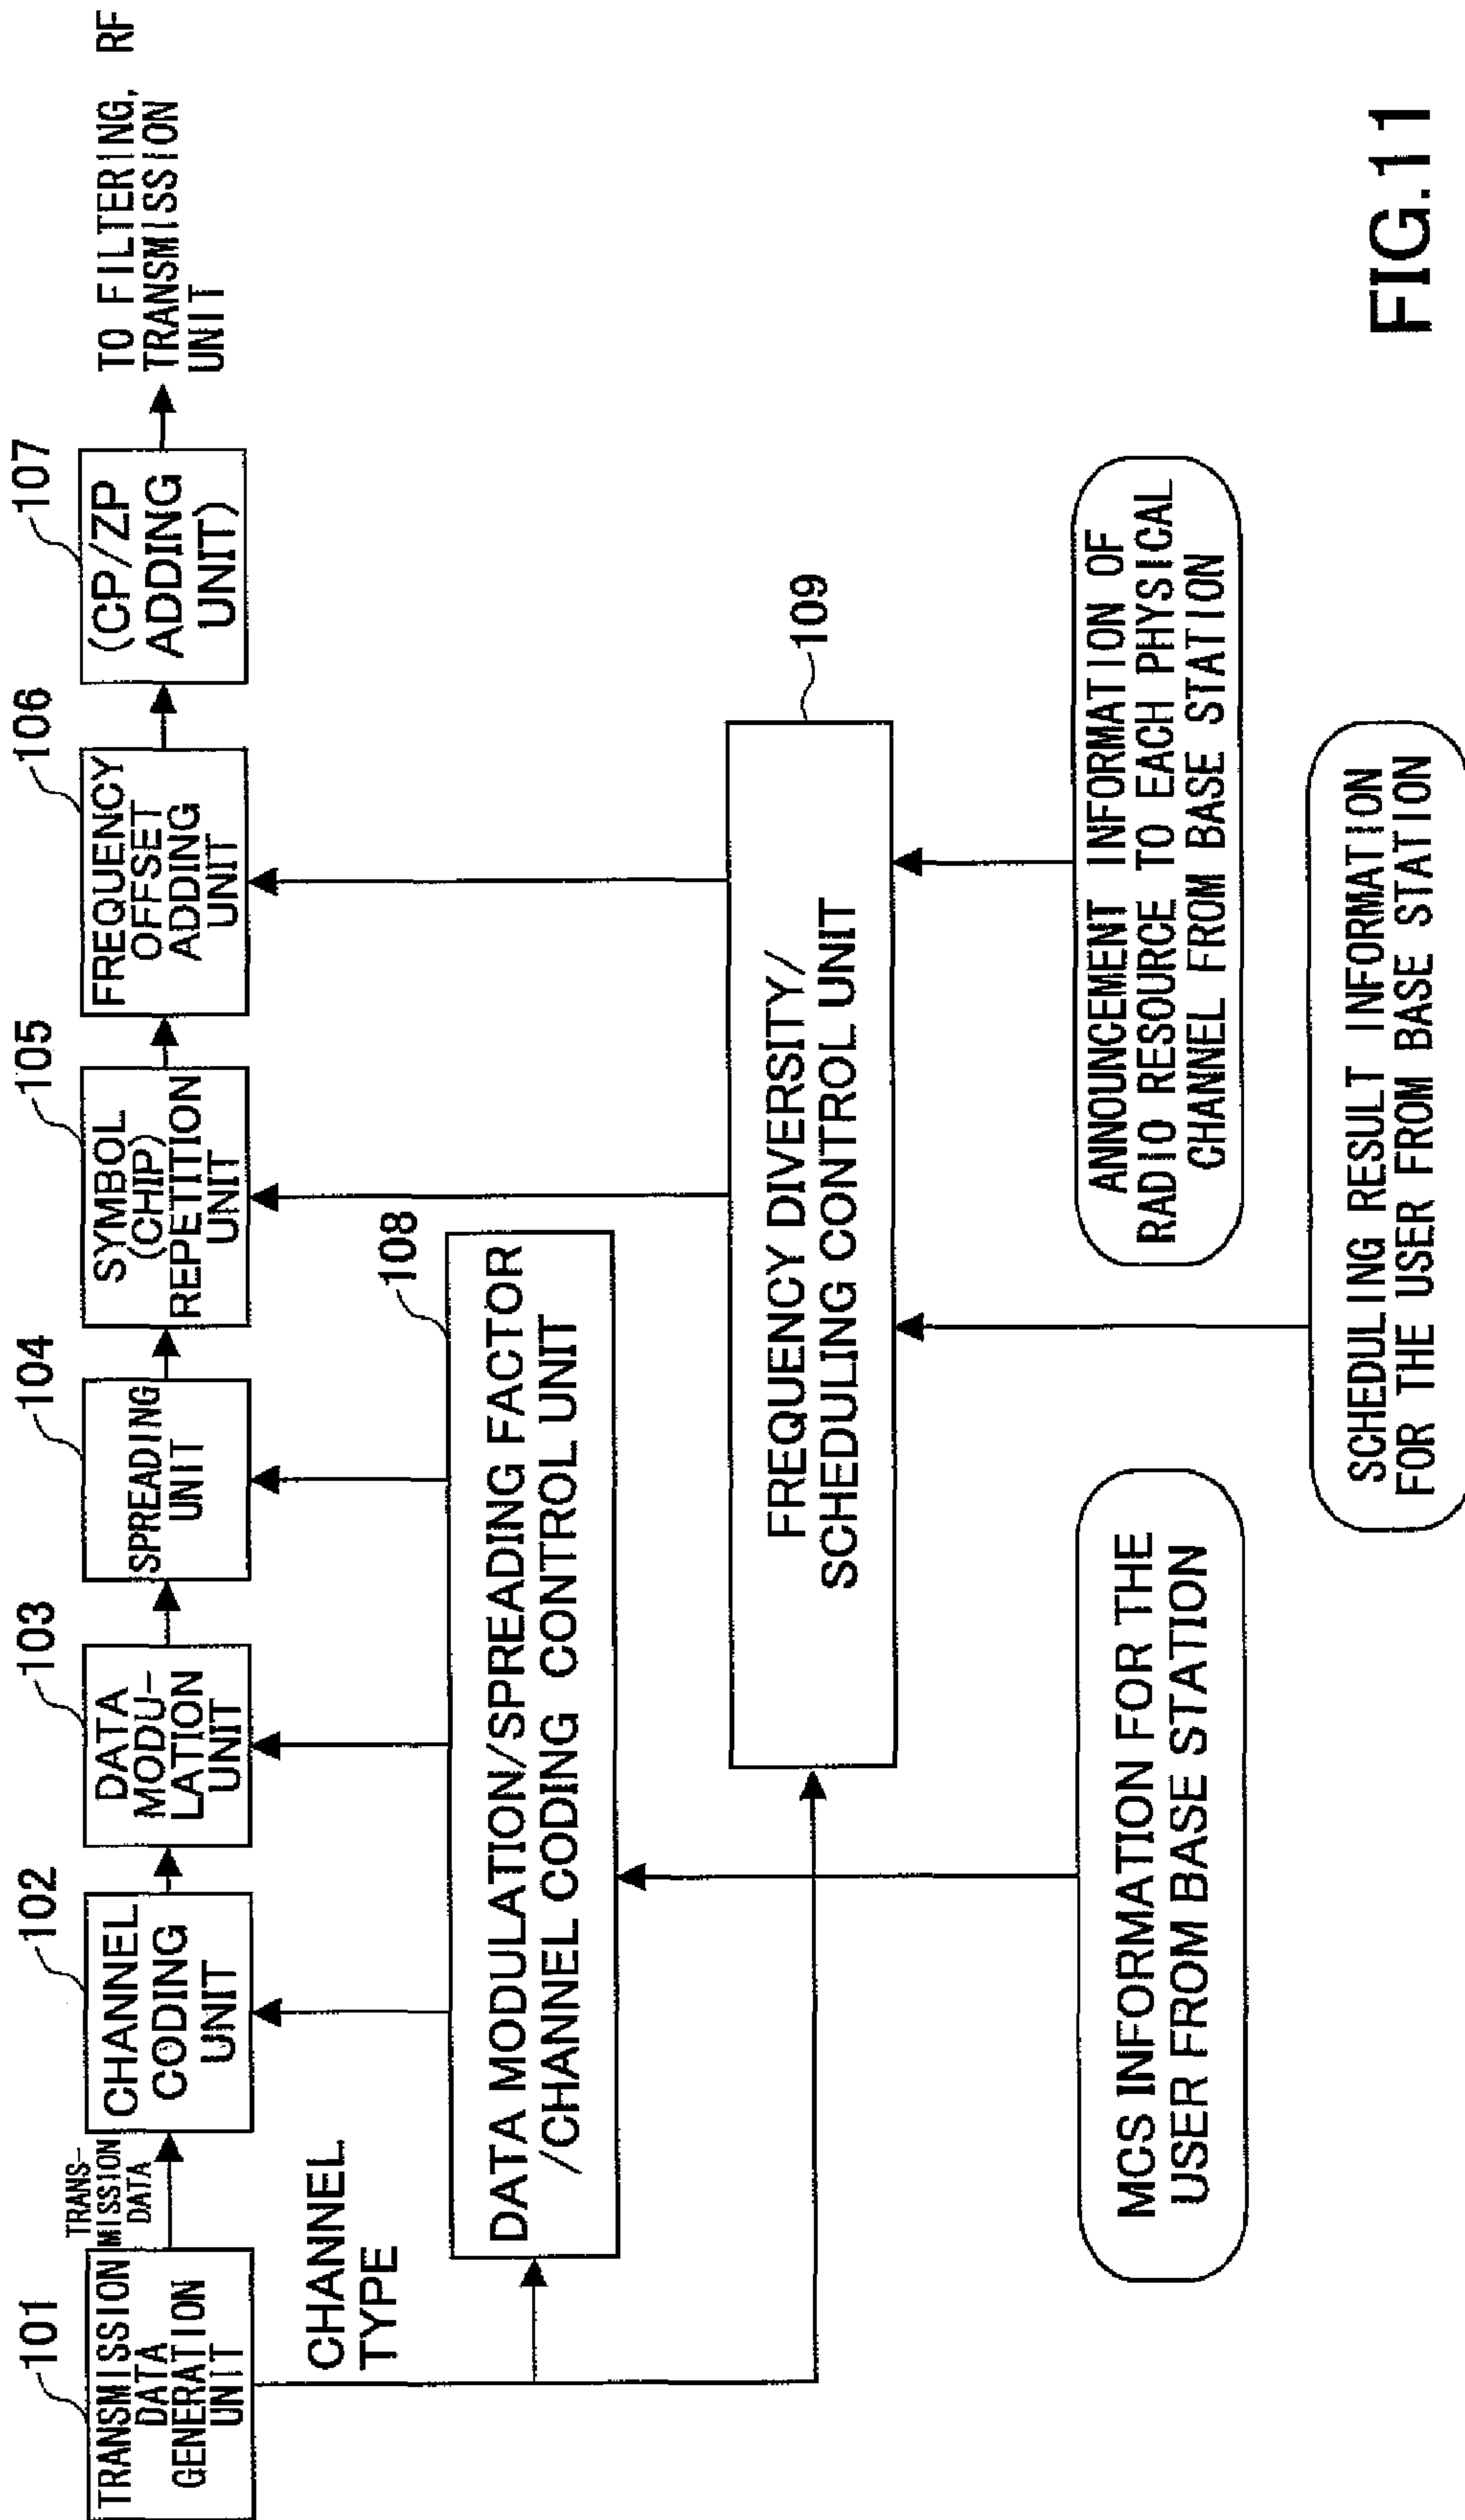 101
TRANSMISSION
DATA
GENERATION
UNIT
TRANS-
MISSION
DATA
102
CHANNEL
CODING
UNIT
103
DATA
MODU-
LATION
UNIT
104
SPREADING
UNIT
105
SYMBOL
(CHIP)
REPETITION
UNIT
106
FREQUENCY
OFFSET
ADDING
UNIT
107
(CP/ZP
ADDING
UNIT)
TO FILTERING, RF
TRANSMISSION
UNIT
CHANNEL
TYPE
108
DATA MODULATION/SPREADING FACTOR
/CHANNEL CODING CONTROL UNIT
109
FREQUENCY DIVERSITY/
SCHEDULING CONTROL UNIT
MCS INFORMATION FOR THE
USER FROM BASE STATION
ANNOUNCEMENT INFORMATION OF
RADIO RESOURCE TO EACH PHYSICAL
CHANNEL FROM BASE STATION
SCHEDULING RESULT INFORMATION
FOR THE USER FROM BASE STATION
FIG.11